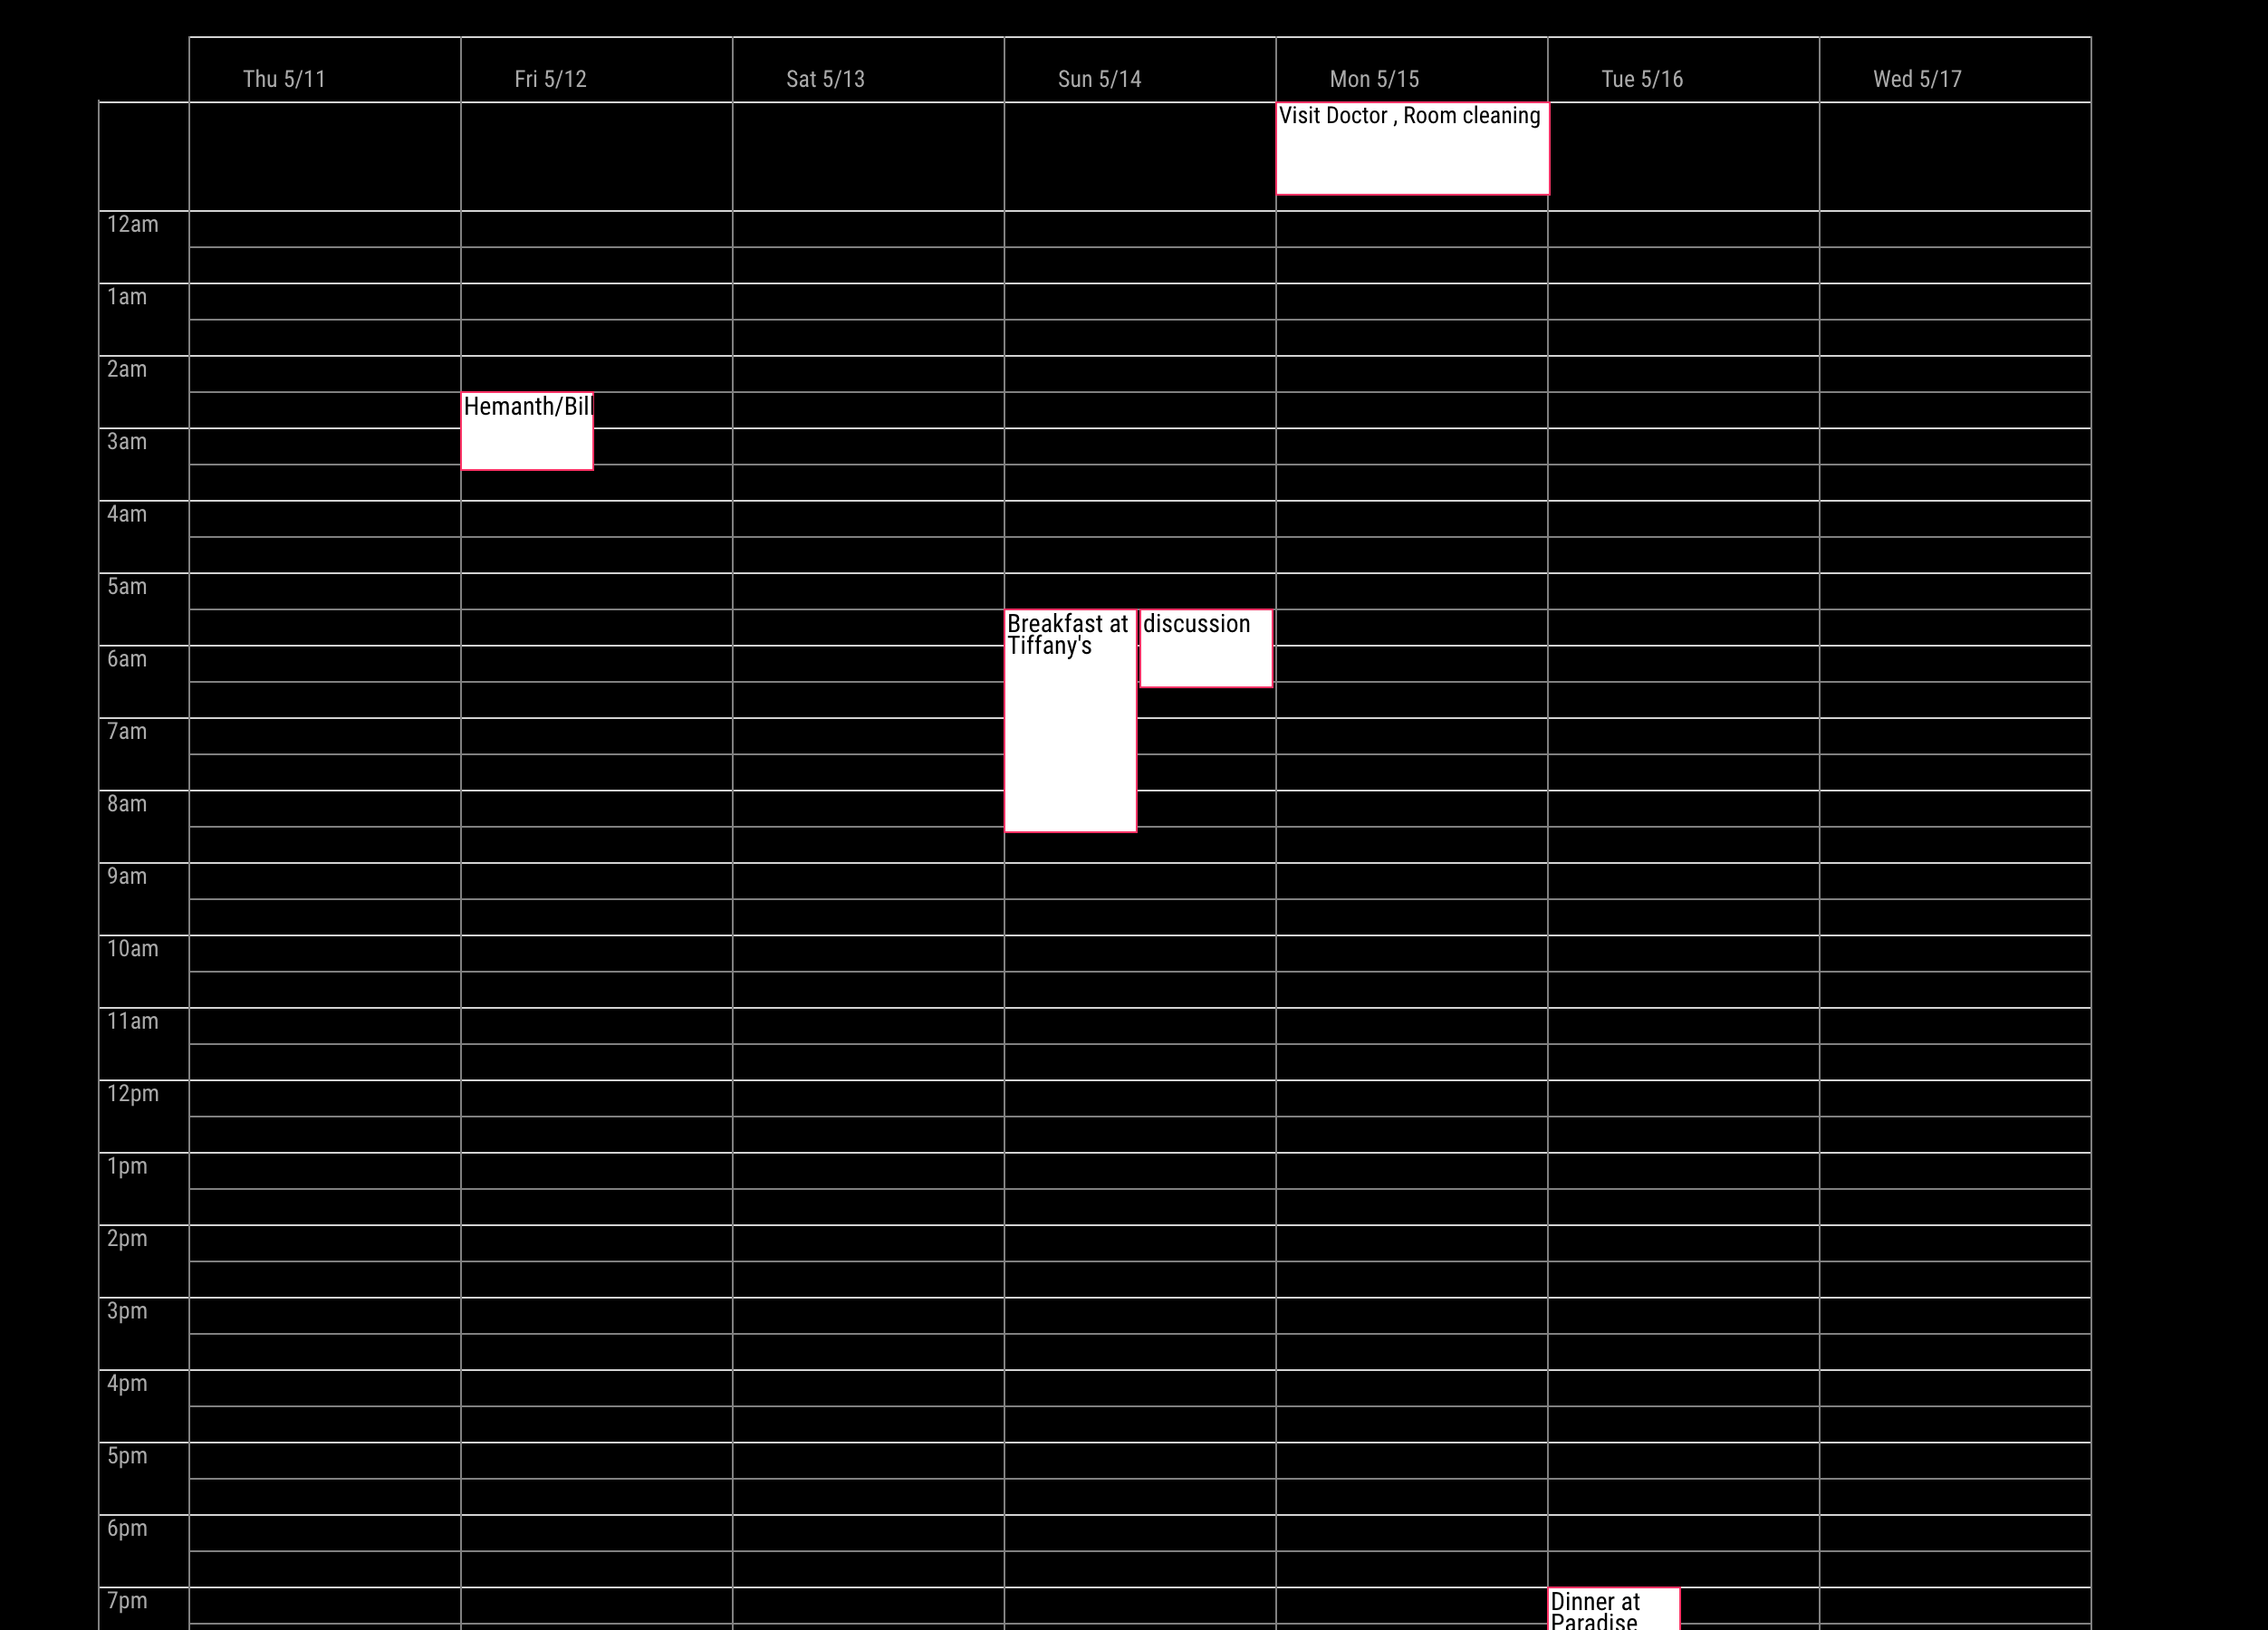 Thu 5/11 Fri 5/12 Sat 5/13 Sun 5/14 Mon 5/15 Tue 5/16 Wed 5/17
Visit Doctor , Room cleaning
12am
1am
2am
Hemanth/Bill
3am
4am
5am
Breakfast at discussion
Tiffany's
6am
7am
8am
9am
10am
11am
12pm
1pm
2pm
3pm
4pm
5pm
6pm
7pm Dinner at
Paradise